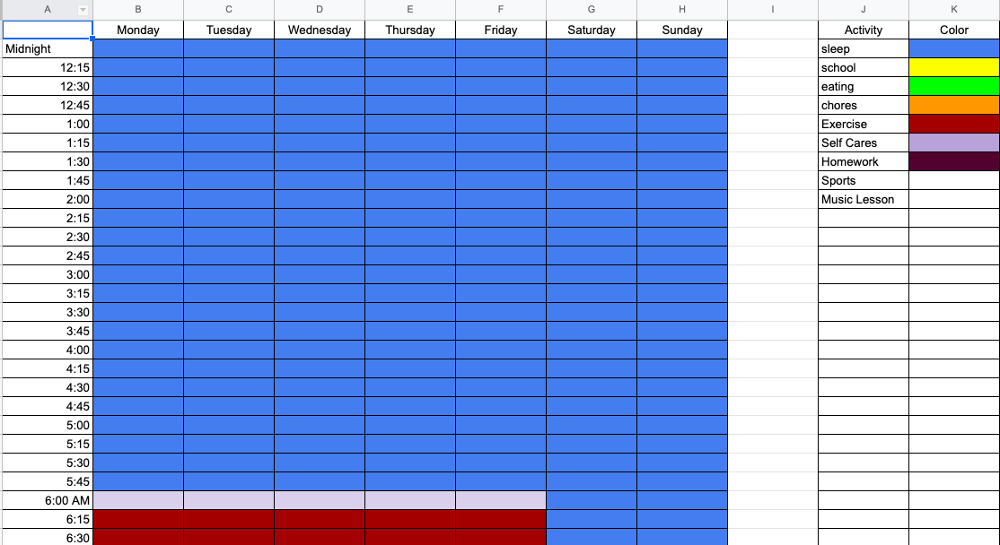 A B C D E F G H I J K
Monday Tuesday Wednesday Thursday Friday Saturday Sunday Activity Color
Midnight sleep
12:15 school
12:30 eating
12:45 chores
1:00 Exercise
1:15 Self Cares
1:30 Homework
1:45 Sports
2:00 Music Lesson
2:15
2:30
2:45
3:00
3:15
3:30
3:45
4:00
4:15
4:30
4:45
5:00
5:15
5:30
5:45
6:00 AM
6:15
6:30